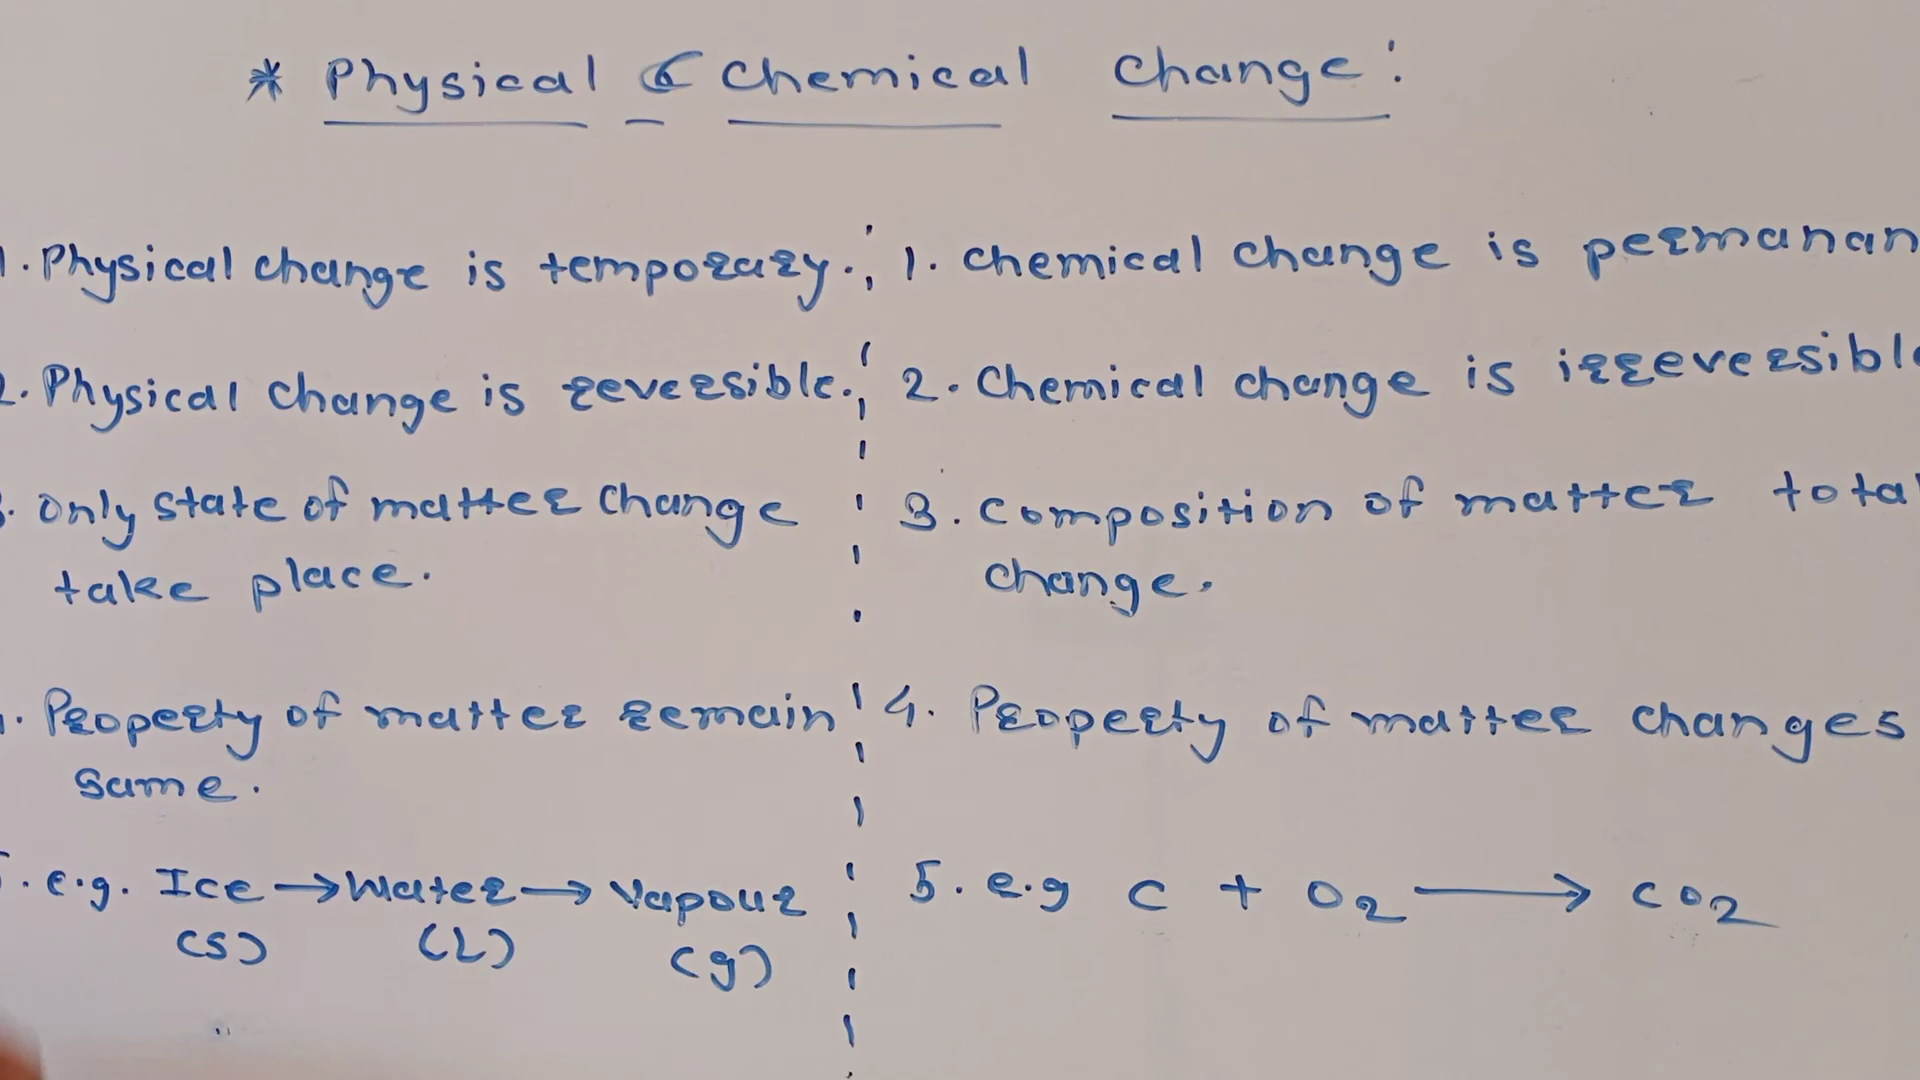 * Physical & Chemical Change:
1. Physical change is temporary.
1. Chemical change is permanan
2. Physical Change is reversible.
2. Chemical change is irreversible
3. Only state of matter change
take place.
3. Composition of matter total
change.
4. Property of matter remain
same.
4. Property of matter changes
5. e.g. Ice → Water → Vapour
(s) (L) (g)
5. e.g C + O2 → CO2